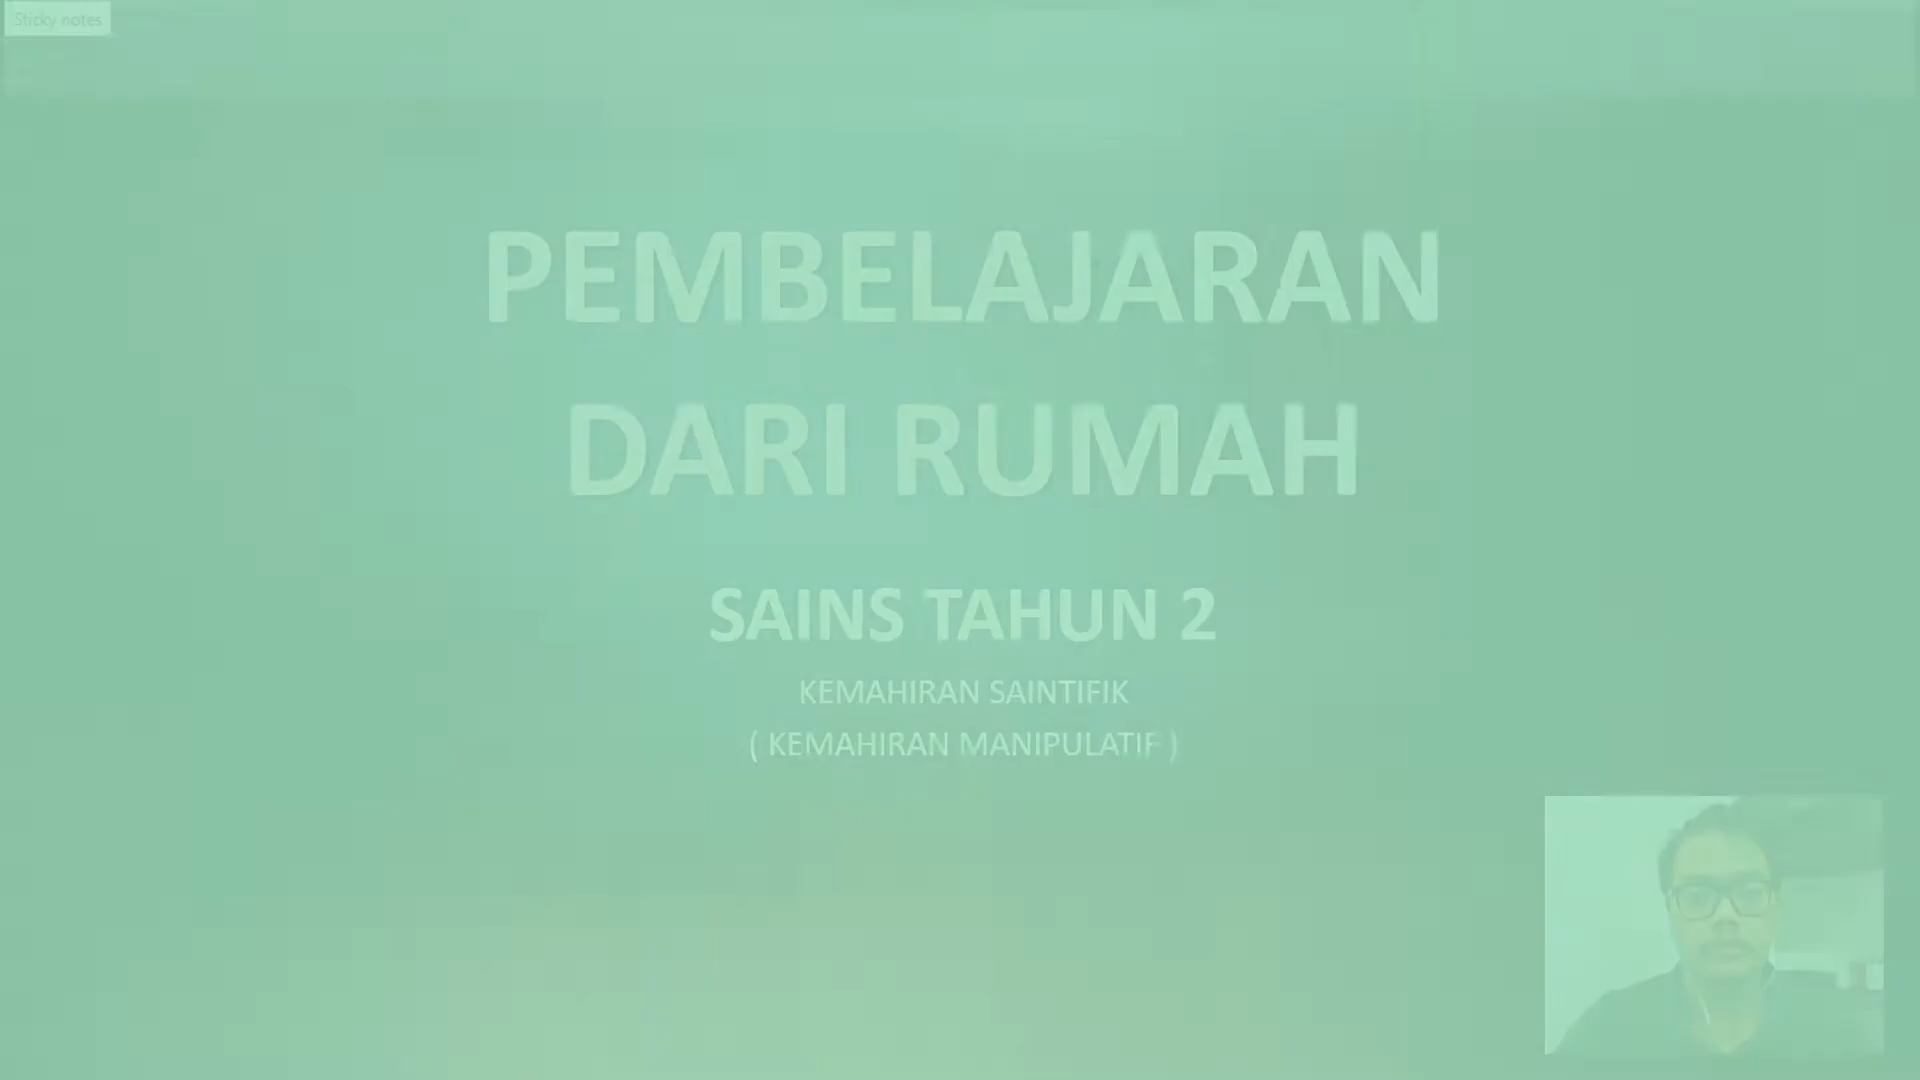 Sticky notes
PEMBELAJARAN
DARI RUMAH
SAINS TAHUN 2
KEMAHIRAN SAINTIFIK
( KEMAHIRAN MANIPULATIF )